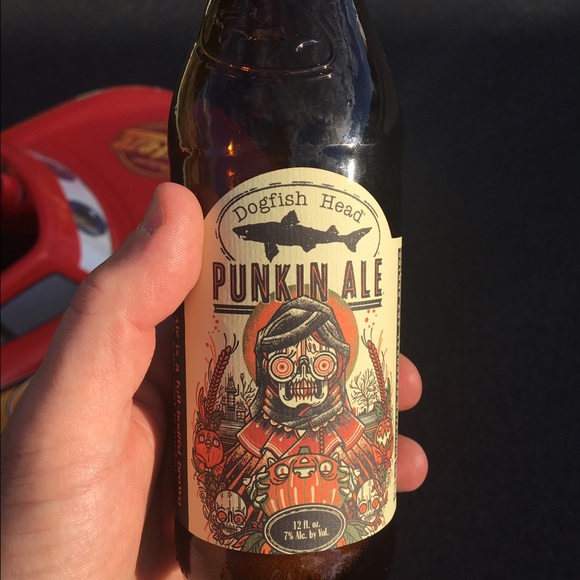 Dogfish Head
PUNKIN ALE
12 fl. oz.
7% Alc. by Vol.